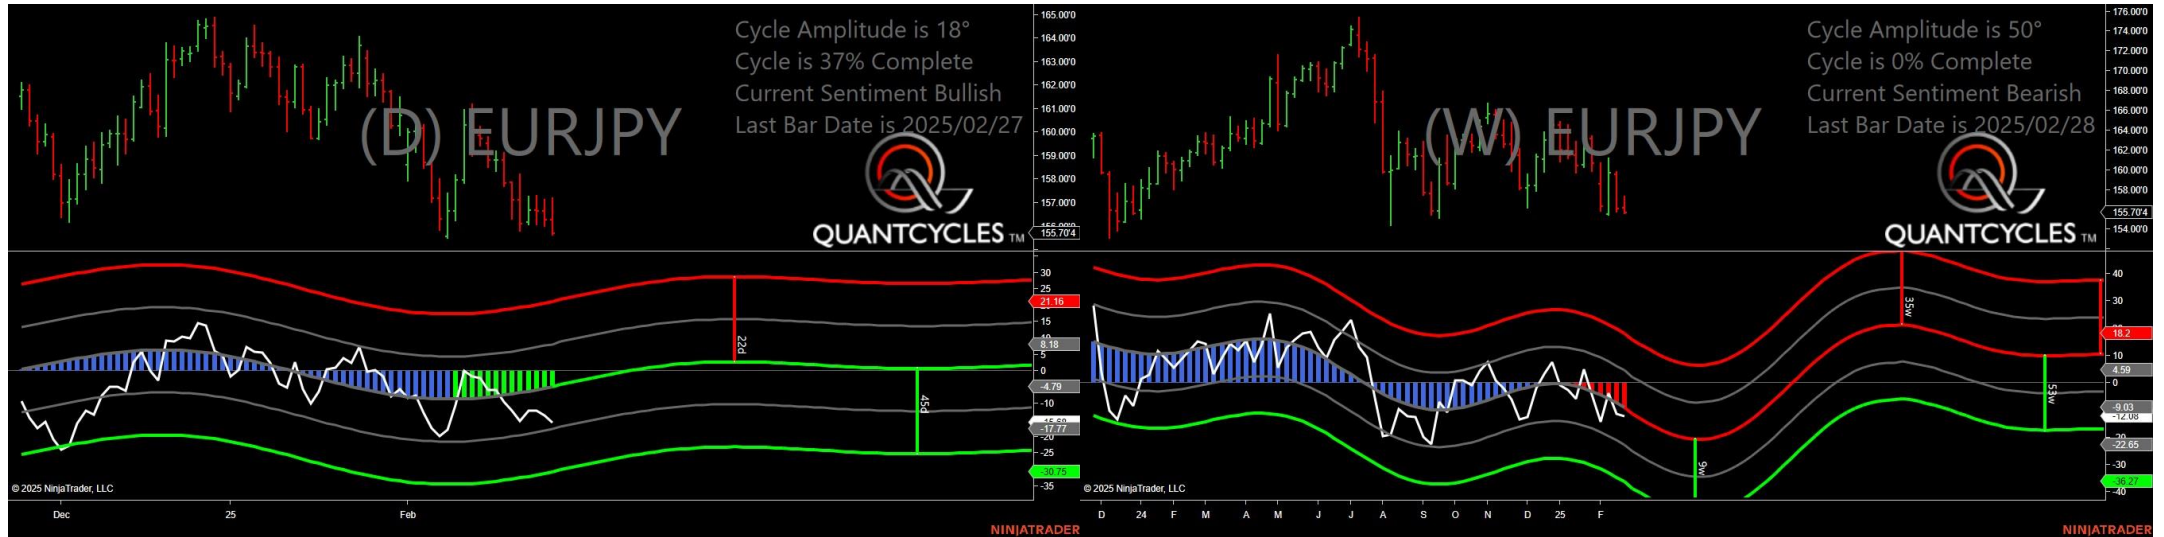 Cycle Amplitude is 18°
Cycle is 37% Complete
Current Sentiment Bullish
Last Bar Date is 2025/02/27
(D) EURJPY
QUANTCYCLES TM
165.00'0
164.00'0
163.00'0
162.00'0
161.00'0
160.00'0
159.00'0
158.00'0
157.00'0
155.70'4
30
25
21.16
15
8.18
5
0
-4.79
-10
-17.77
-20
-25
-30.75
-35
22d
45d
© 2025 NinjaTrader, LLC
Dec
25
Feb
NINJATRADER
Cycle Amplitude is 50°
Cycle is 0% Complete
Current Sentiment Bearish
Last Bar Date is 2025/02/28
(W) EURJPY
QUANTCYCLES TM
176.00'0
174.00'0
172.00'0
170.00'0
168.00'0
166.00'0
164.00'0
162.00'0
160.00'0
158.00'0
155.70'4
154.00'0
40
30
18.2
10
4.59
0
-9.03
-12.08
-22.65
-30
-36.27
-40
35w
53w
9w
© 2025 NinjaTrader, LLC
D
24
F
M
A
M
J
J
A
S
O
N
D
25
F
NINJATRADER